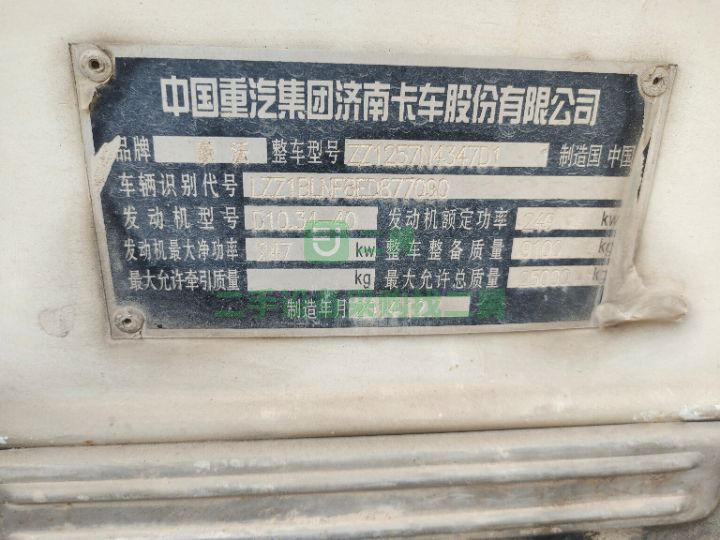 中国重汽集团济南卡车股份有限公司
品牌 豪沃 整车型号 ZZ1257N4347D1 1 制造国 中国
车辆识别代号 LZZ1BLNF8ED877090
发动机型号 D10.34-40 发动机额定功率 249 kw
发动机最大净功率 247 kw 整车整备质量 9100 kg
最大允许牵引质量 kg 最大允许总质量 25000 kg
制造年月
二手